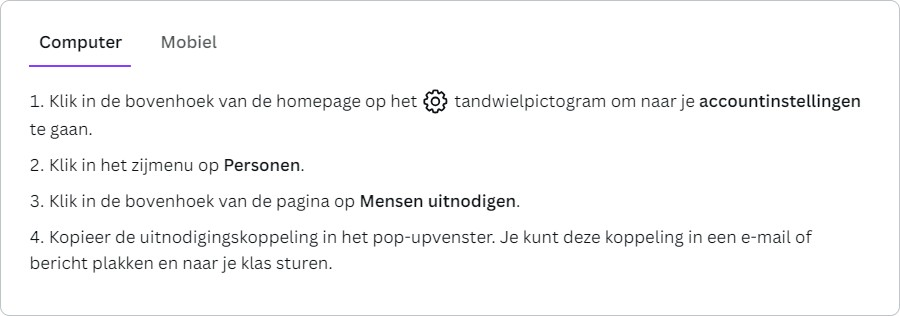 Computer Mobiel
1. Klik in de bovenhoek van de homepage op het tandwielpictogram om naar je accountinstellingen
te gaan.
2. Klik in het zijmenu op Personen.
3. Klik in de bovenhoek van de pagina op Mensen uitnodigen.
4. Kopieer de uitnodigingskoppeling in het pop-upvenster. Je kunt deze koppeling in een e-mail of
bericht plakken en naar je klas sturen.